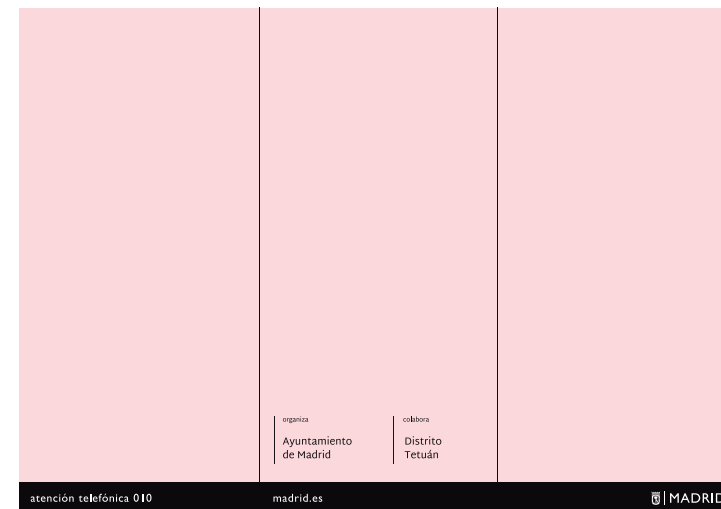 organiza
Ayuntamiento
de Madrid
colabora
Distrito
Tetuán
atención telefónica 010
madrid.es
MADRID